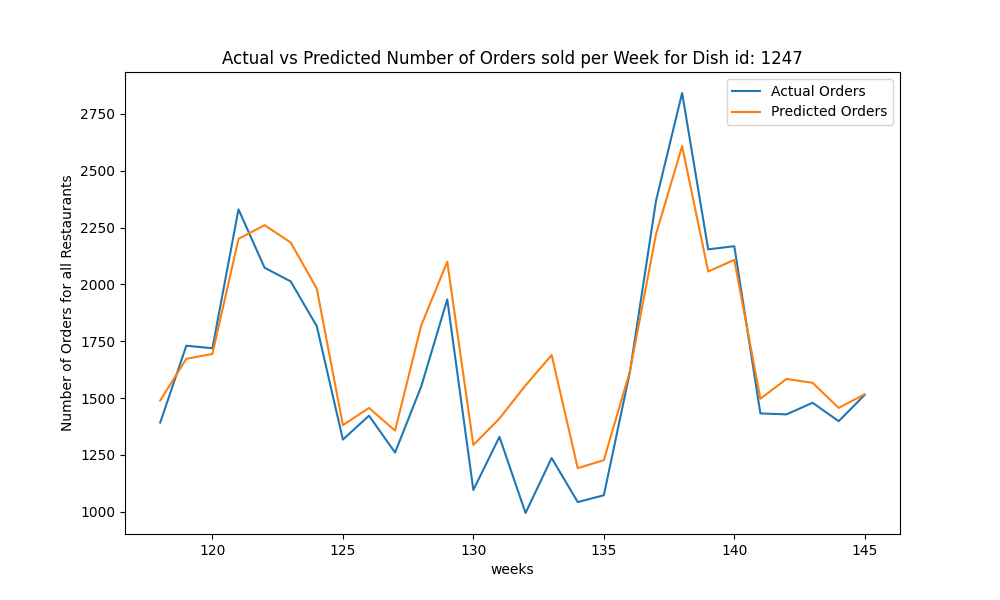 Actual vs Predicted Number of Orders sold per Week for Dish id: 1247
Actual Orders
Predicted Orders
Number of Orders for all Restaurants
2750
2500
2250
2000
1750
1500
1250
1000
120 125 130 135 140 145
weeks